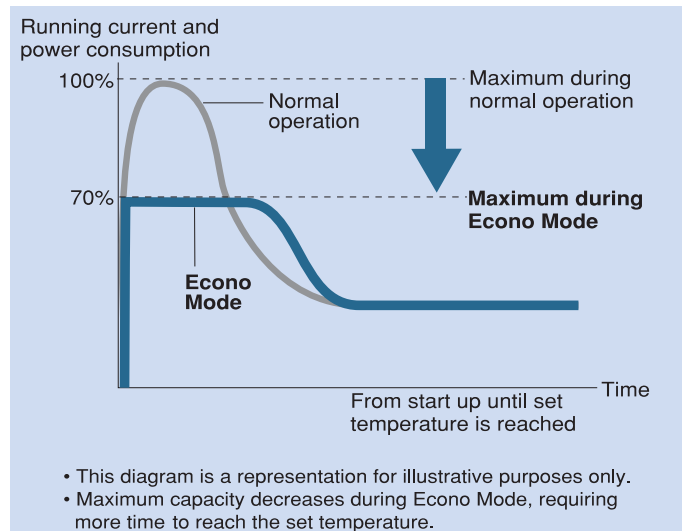 Running current and
power consumption
100%
Maximum during
normal operation
Normal
operation
70%
Maximum during
Econo Mode
Econo
Mode
Time
From start up until set
temperature is reached
• This diagram is a representation for illustrative purposes only.
• Maximum capacity decreases during Econo Mode, requiring
more time to reach the set temperature.